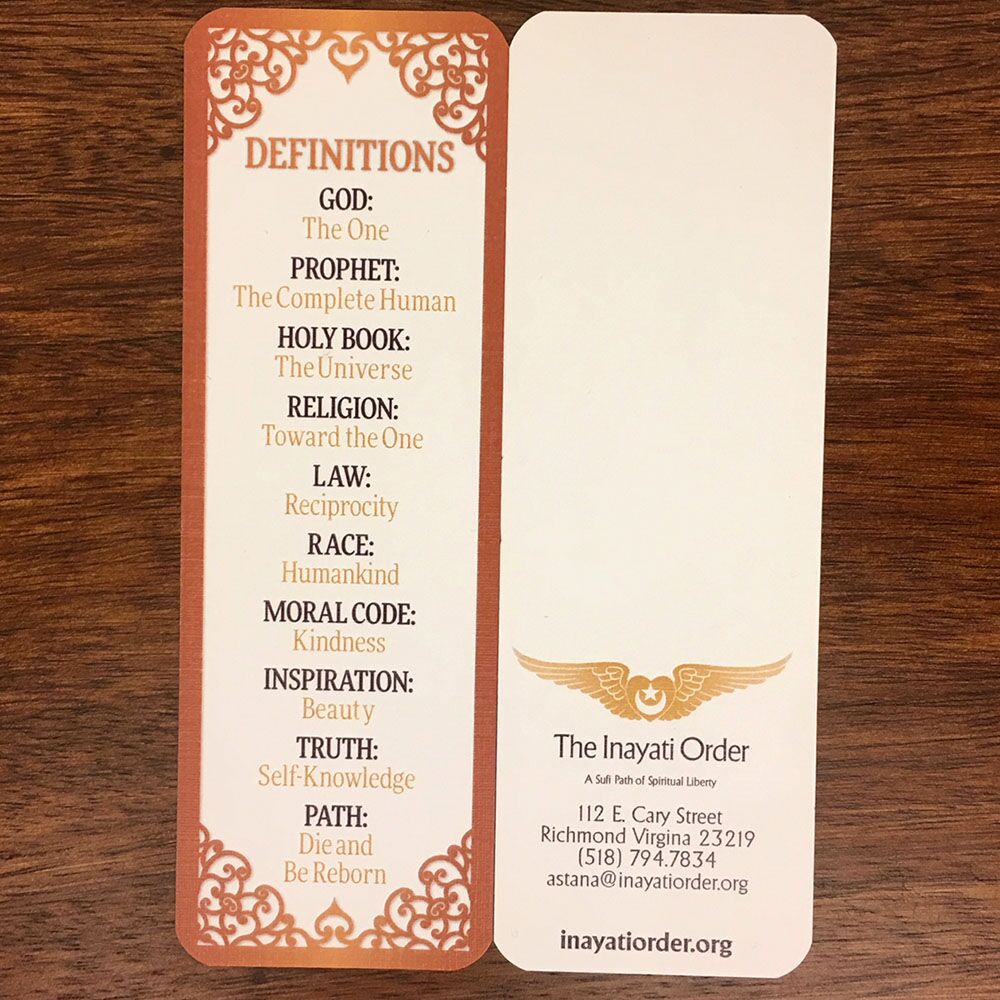 DEFINITIONS
GOD:
The One
PROPHET:
The Complete Human
HOLY BOOK:
The Universe
RELIGION:
Toward the One
LAW:
Reciprocity
RACE:
Humankind
MORAL CODE:
Kindness
INSPIRATION:
Beauty
TRUTH:
Self-Knowledge
PATH:
Die and
Be Reborn
The Inayati Order
A Sufi Path of Spiritual Liberty
112 E. Cary Street
Richmond Virgina 23219
(518) 794.7834
astana@inayatiorder.org
inayatiorder.org